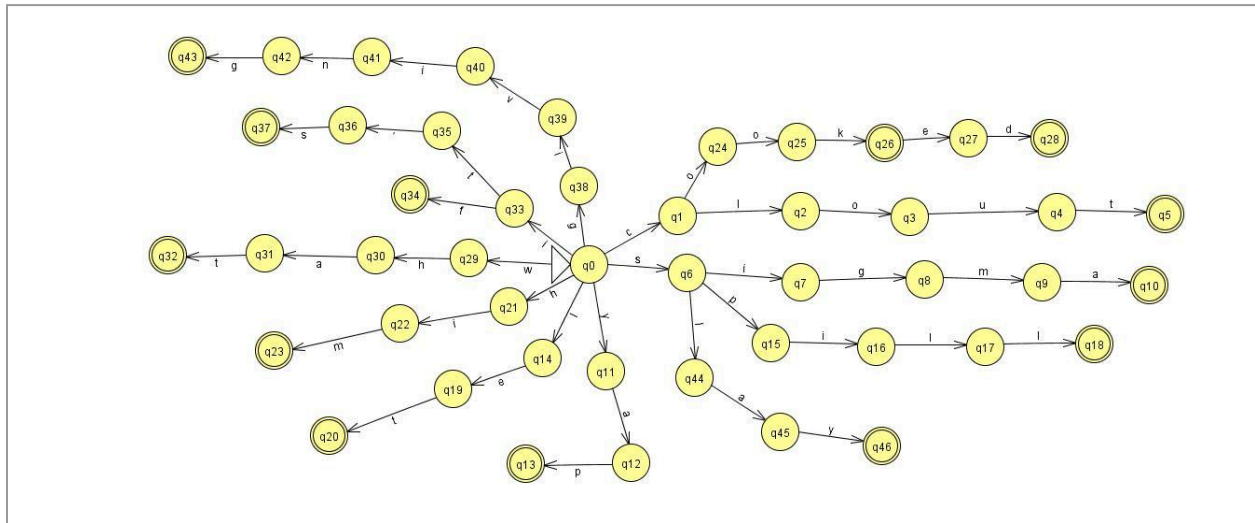 q43 g q42 n q41 i q40
v q39
q37 s q36 ' q35
q24 o q25 k q26 e q27 d q28
i
t
o
q34 f q33
q38
g
i
c
q1 l q2 o q3 u q4 t q5
q32 t q31 a q30 h q29 w q0
s q6 i q7 g q8 m q9 a q10
h
q23 m q22 i q21
l
y
p q15 i q16 l q17 l q18
l
q20 t q19 e q14
q11
q44 a q45 y q46
a
q13 p q12